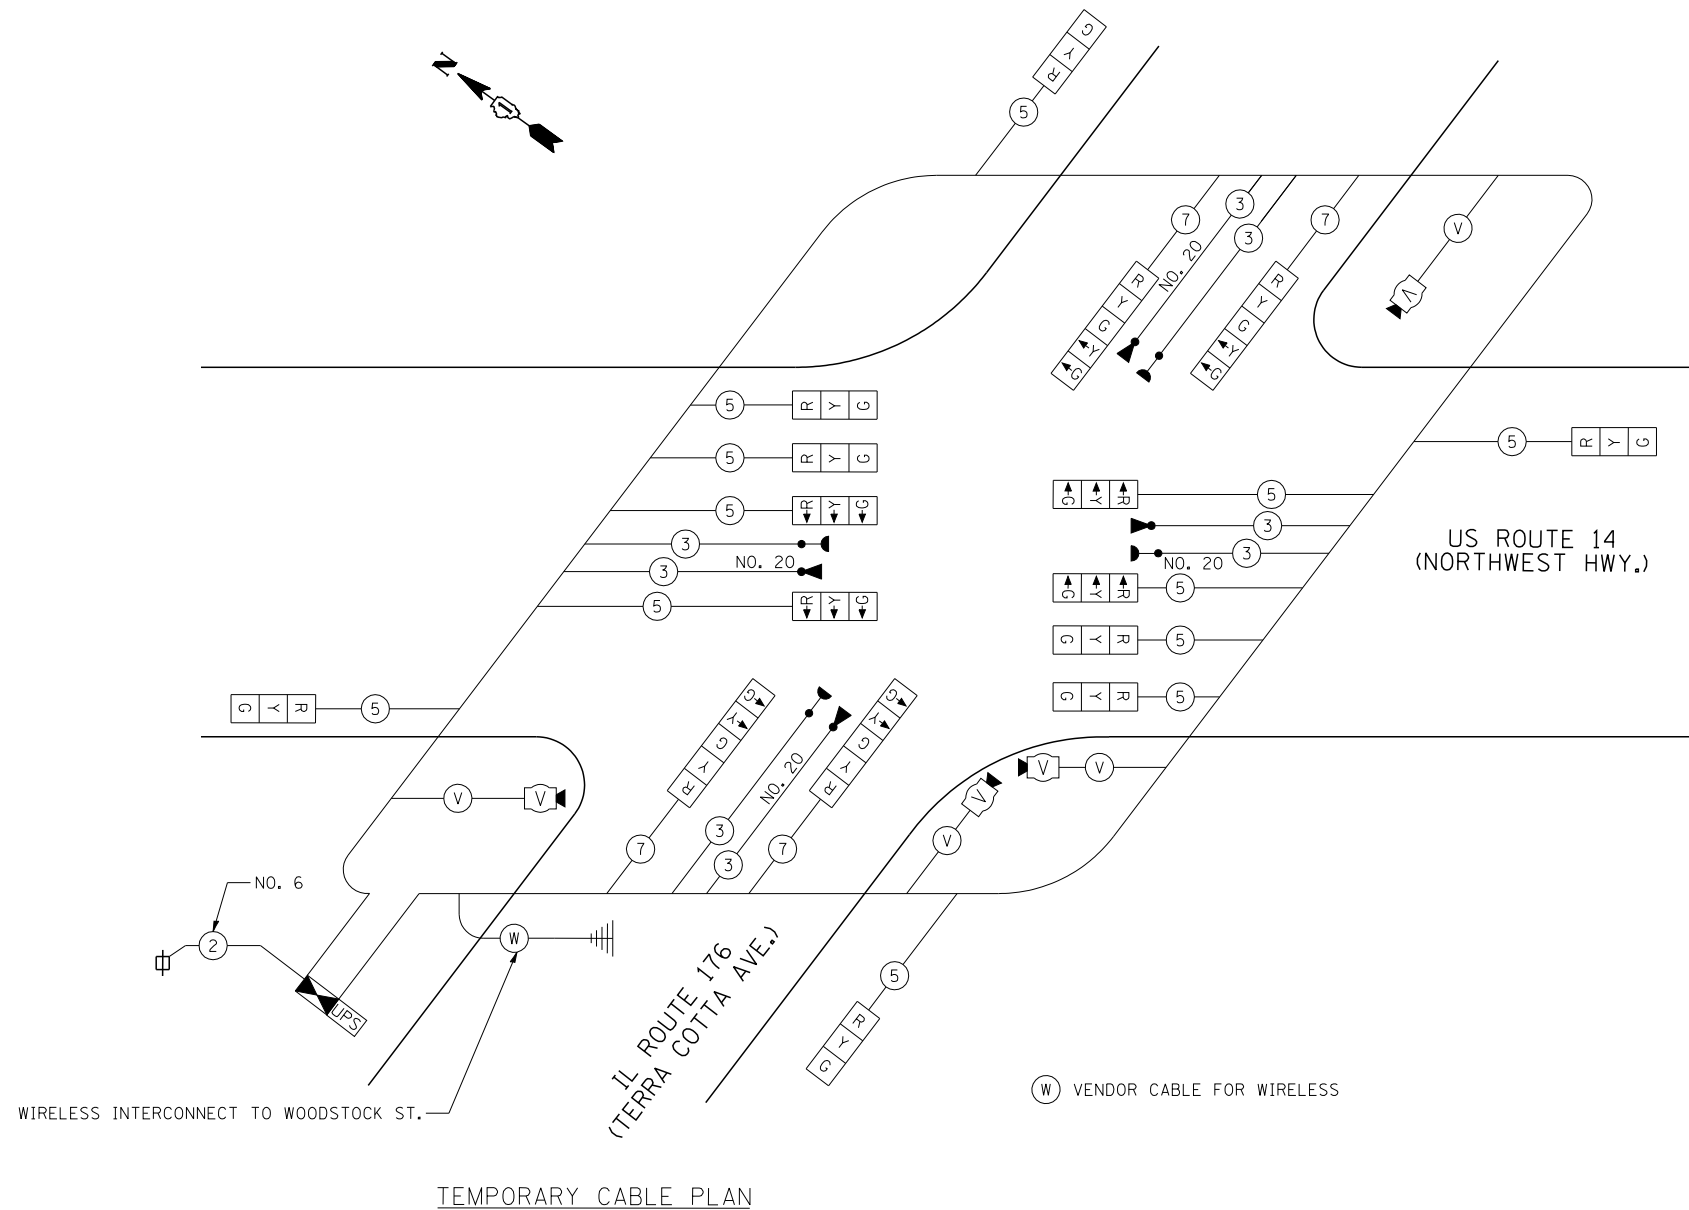 N
1
G
Y
R
5
7
NO. 20
3
3
7
V
R
Y
G
Y
G
R
Y
G
Y
G
V
5
R Y G
5
R Y G
5
R Y G
3
3
NO. 20
5
R Y G
5
R Y G
G Y R
5
3
3
NO. 20
G Y R
5
G Y R
5
G Y R
5
US ROUTE 14
(NORTHWEST HWY.)
G Y R
5
V
V
G
Y
G
Y
R
7
3
NO. 20
3
G
Y
G
Y
R
7
V
V
V
V
NO. 6
2
UPS
W
5
R
Y
G
IL ROUTE 176
(TERRA COTTA AVE.)
WIRELESS INTERCONNECT TO WOODSTOCK ST.
W VENDOR CABLE FOR WIRELESS
TEMPORARY CABLE PLAN